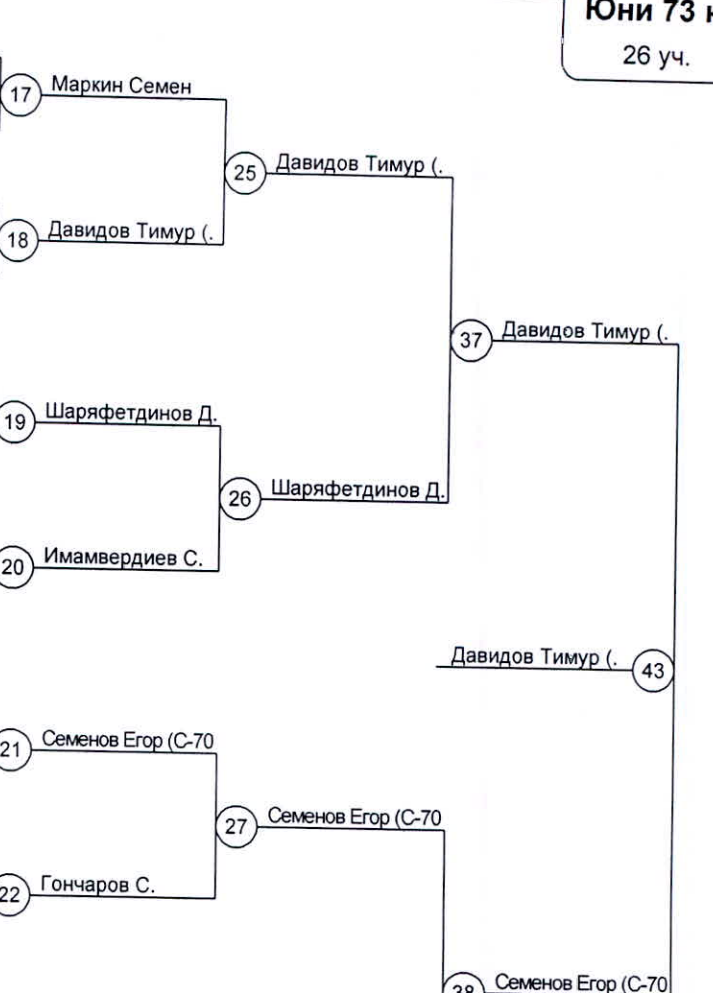 Юни 73
26 уч.
17 Маркин Семен
25 Давидов Тимур (.
18 Давидов Тимур (.
37 Давидов Тимур (.
19 Шаряфетдинов Д.
26 Шаряфетдинов Д.
20 Имамвердиев С.
Давидов Тимур (. 43
21 Семенов Егор (С-70
27 Семенов Егор (С-70
22 Гончаров С.
38 Семенов Егор (С-70